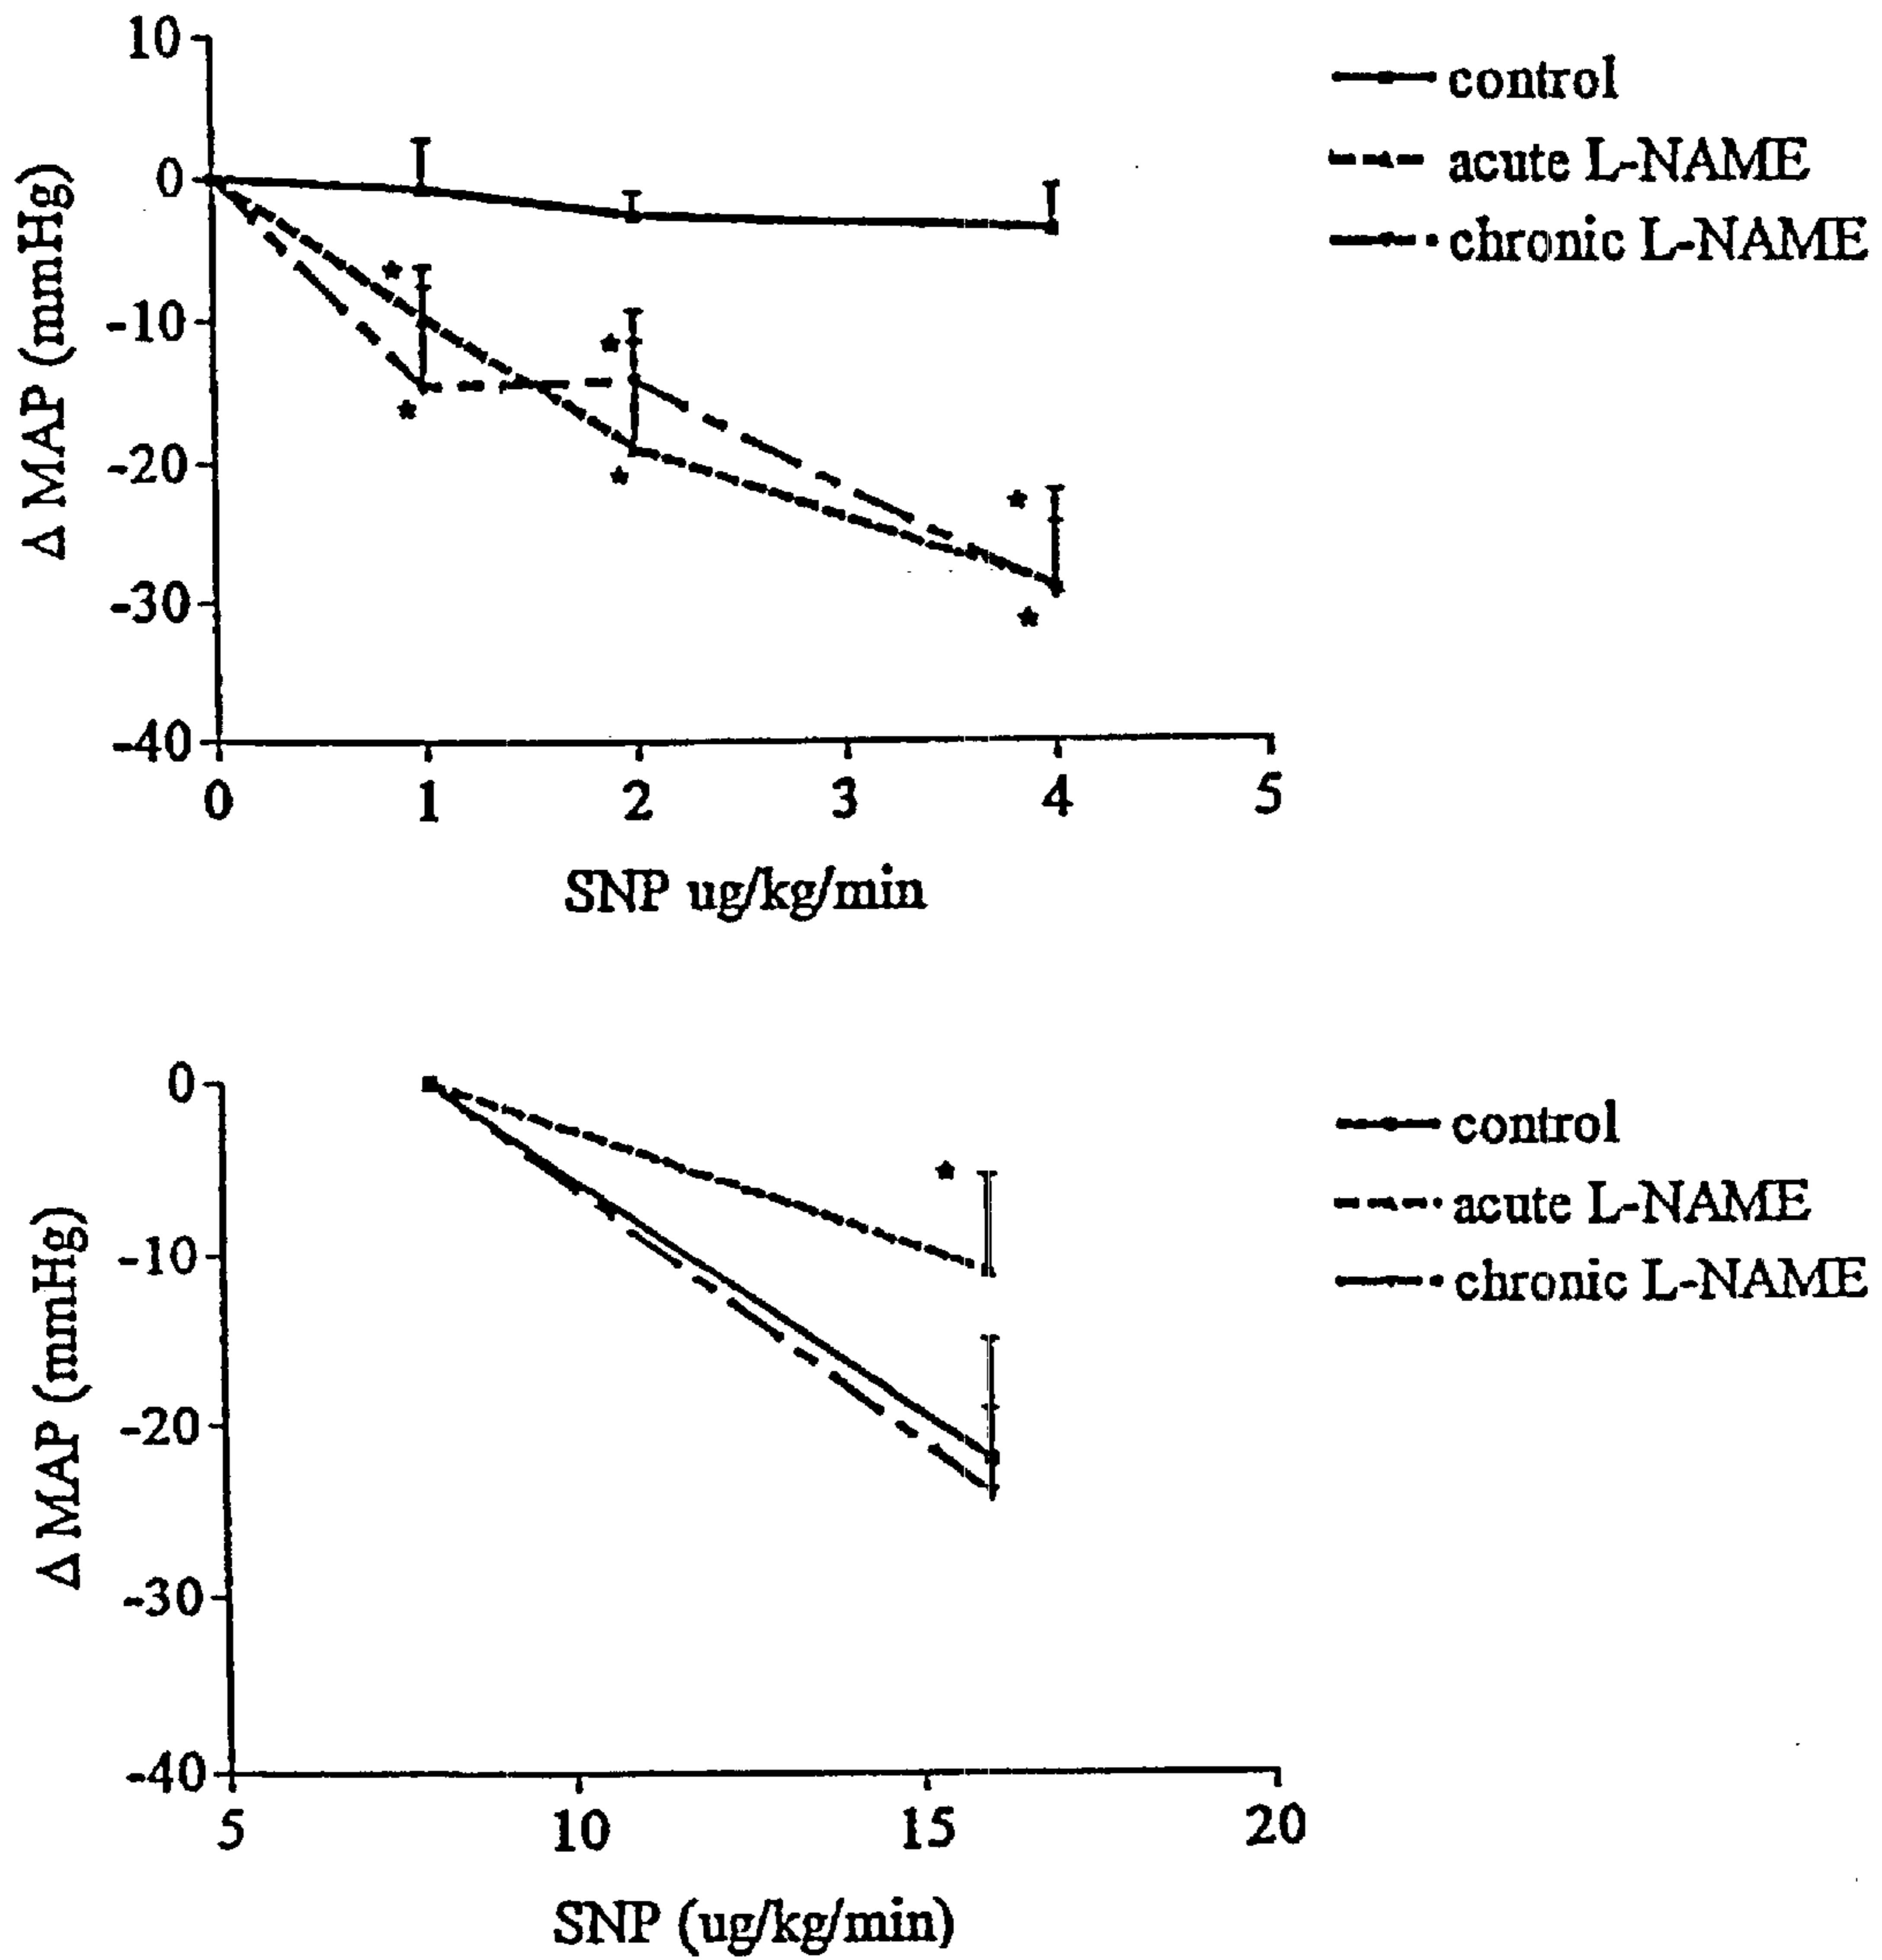 10
0
-10
-20
-30
-40
Δ MAP (mmHg)
0 1 2 3 4 5
SNP ug/kg/min
control
acute L-NAME
chronic L-NAME
*
*
*
*
*
*
0
-10
-20
-30
-40
Δ MAP (mmHg)
5 10 15 20
SNP (ug/kg/min)
control
acute L-NAME
chronic L-NAME
*